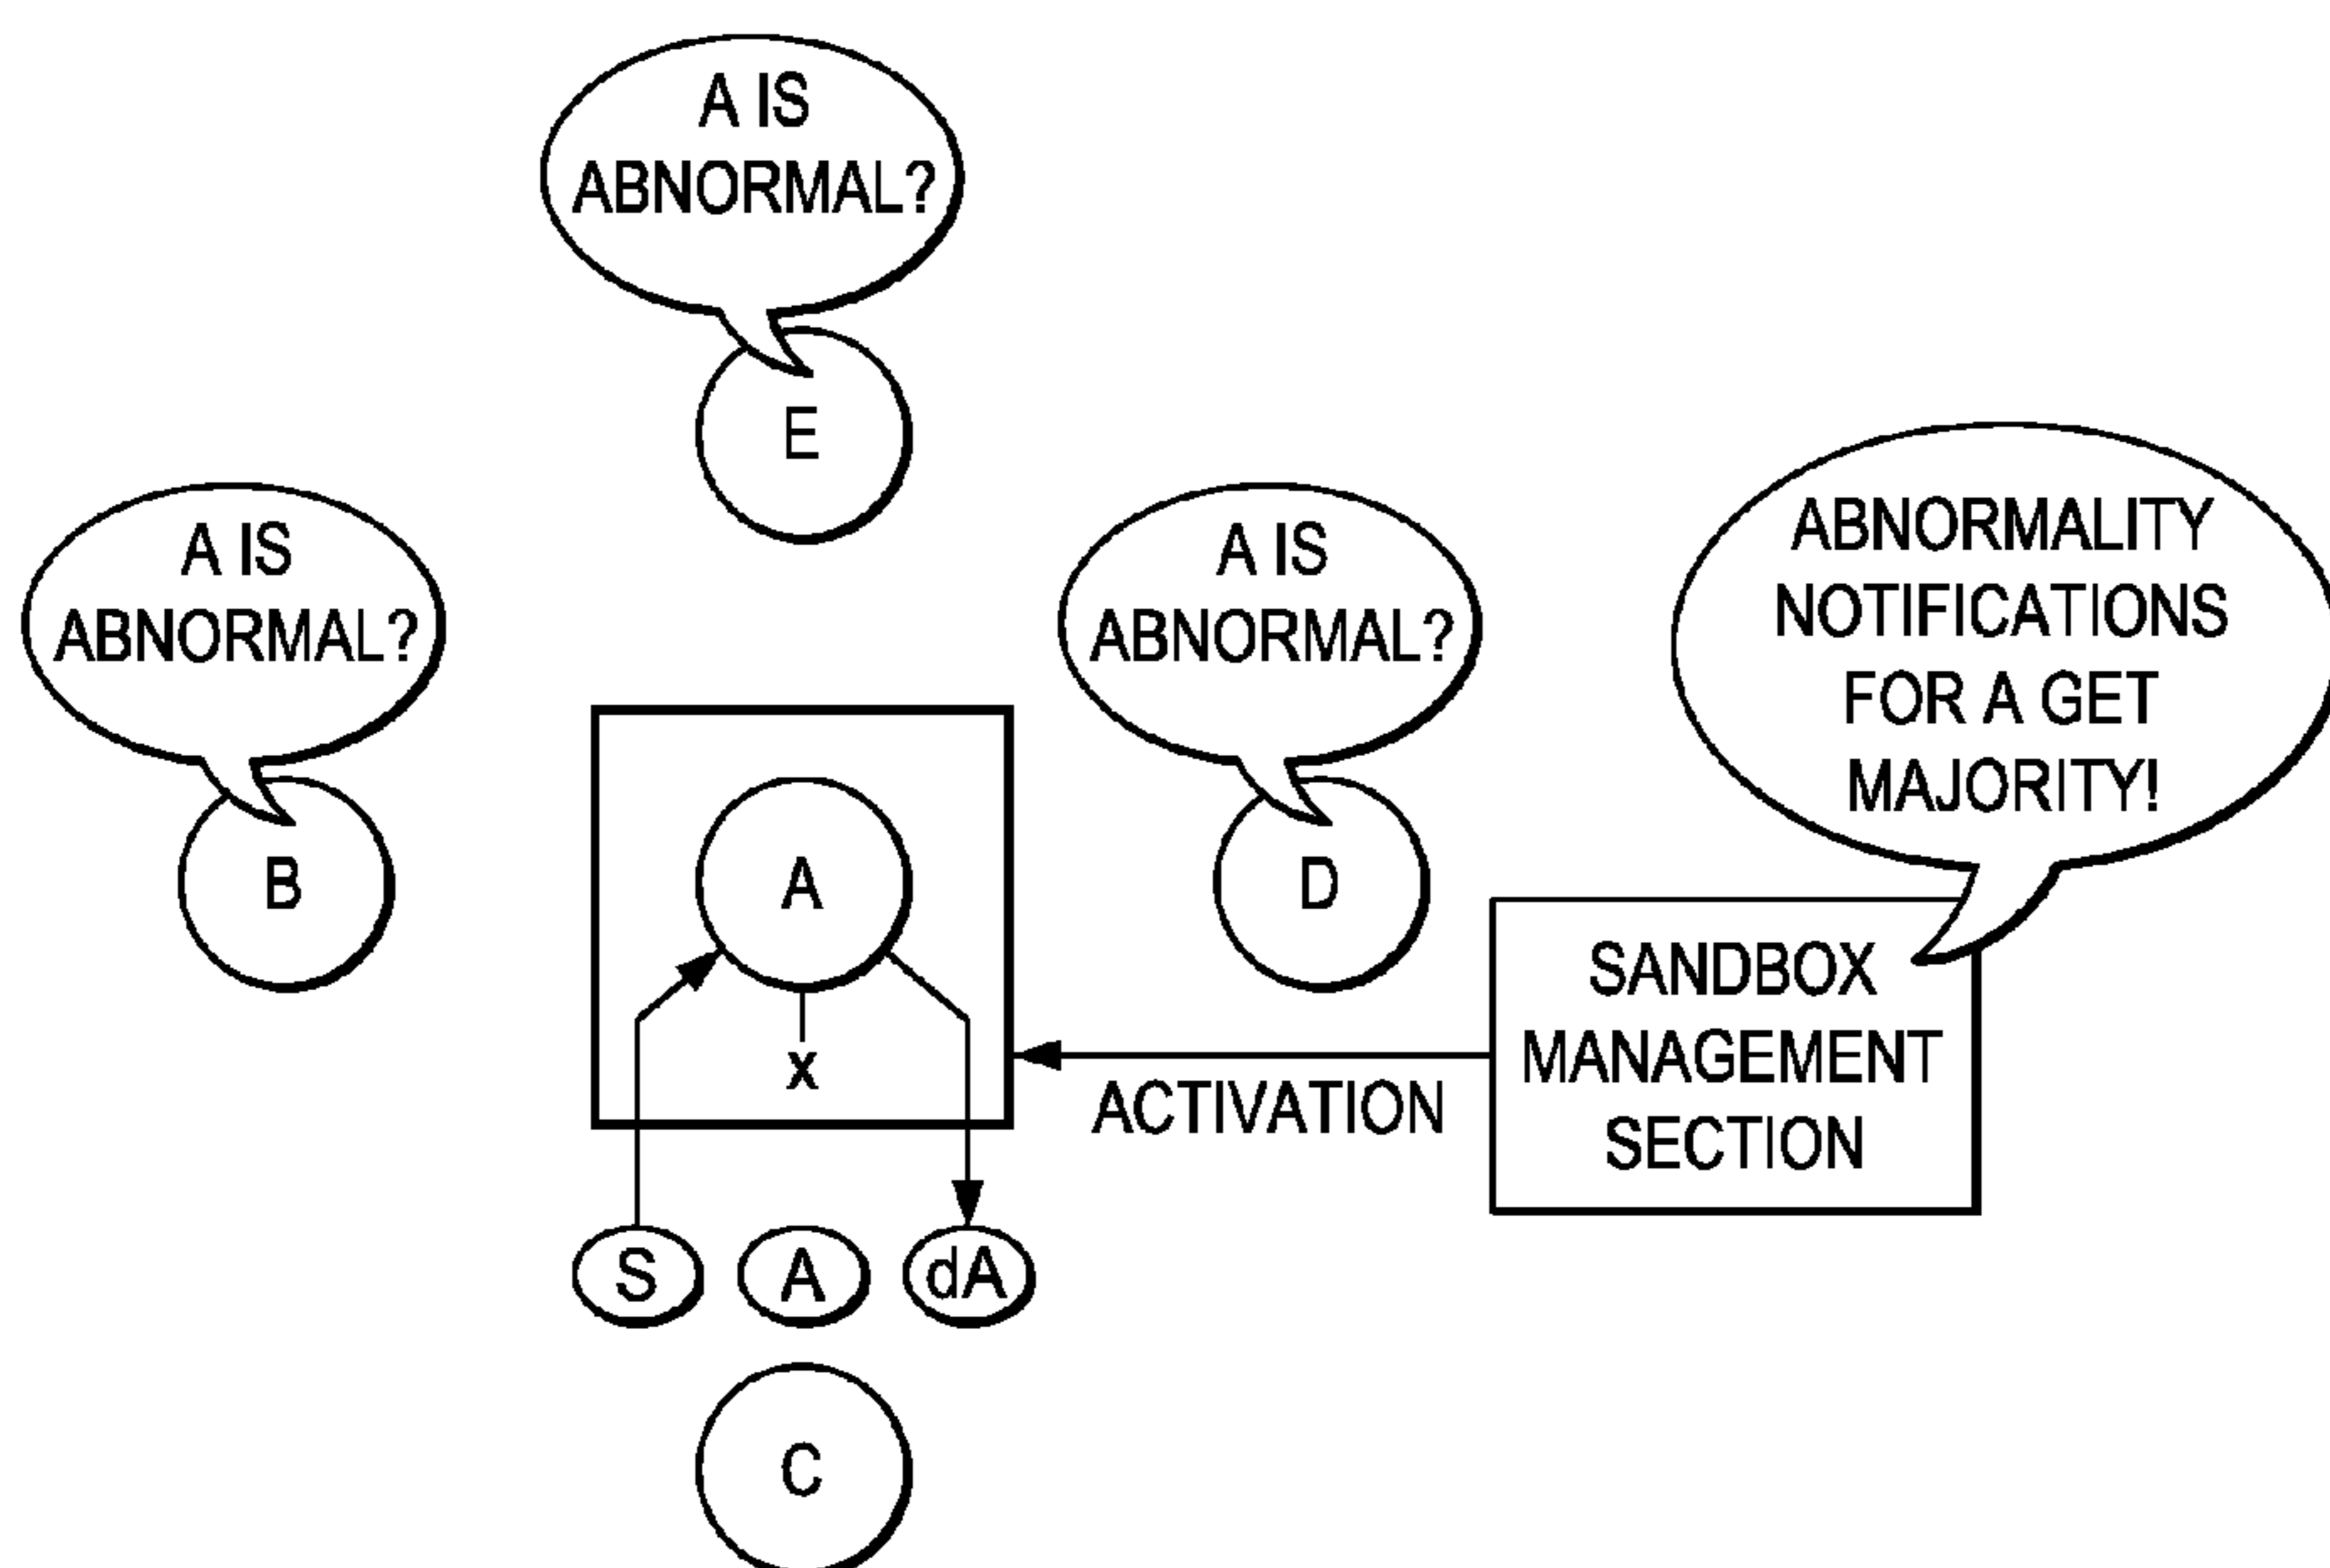 A IS
ABNORMAL?
E
A IS
ABNORMAL?
B
A IS
ABNORMAL?
D
ABNORMALITY
NOTIFICATIONS
FOR A GET
MAJORITY!
A
x
ACTIVATION
SANDBOX
MANAGEMENT
SECTION
S
A
dA
C